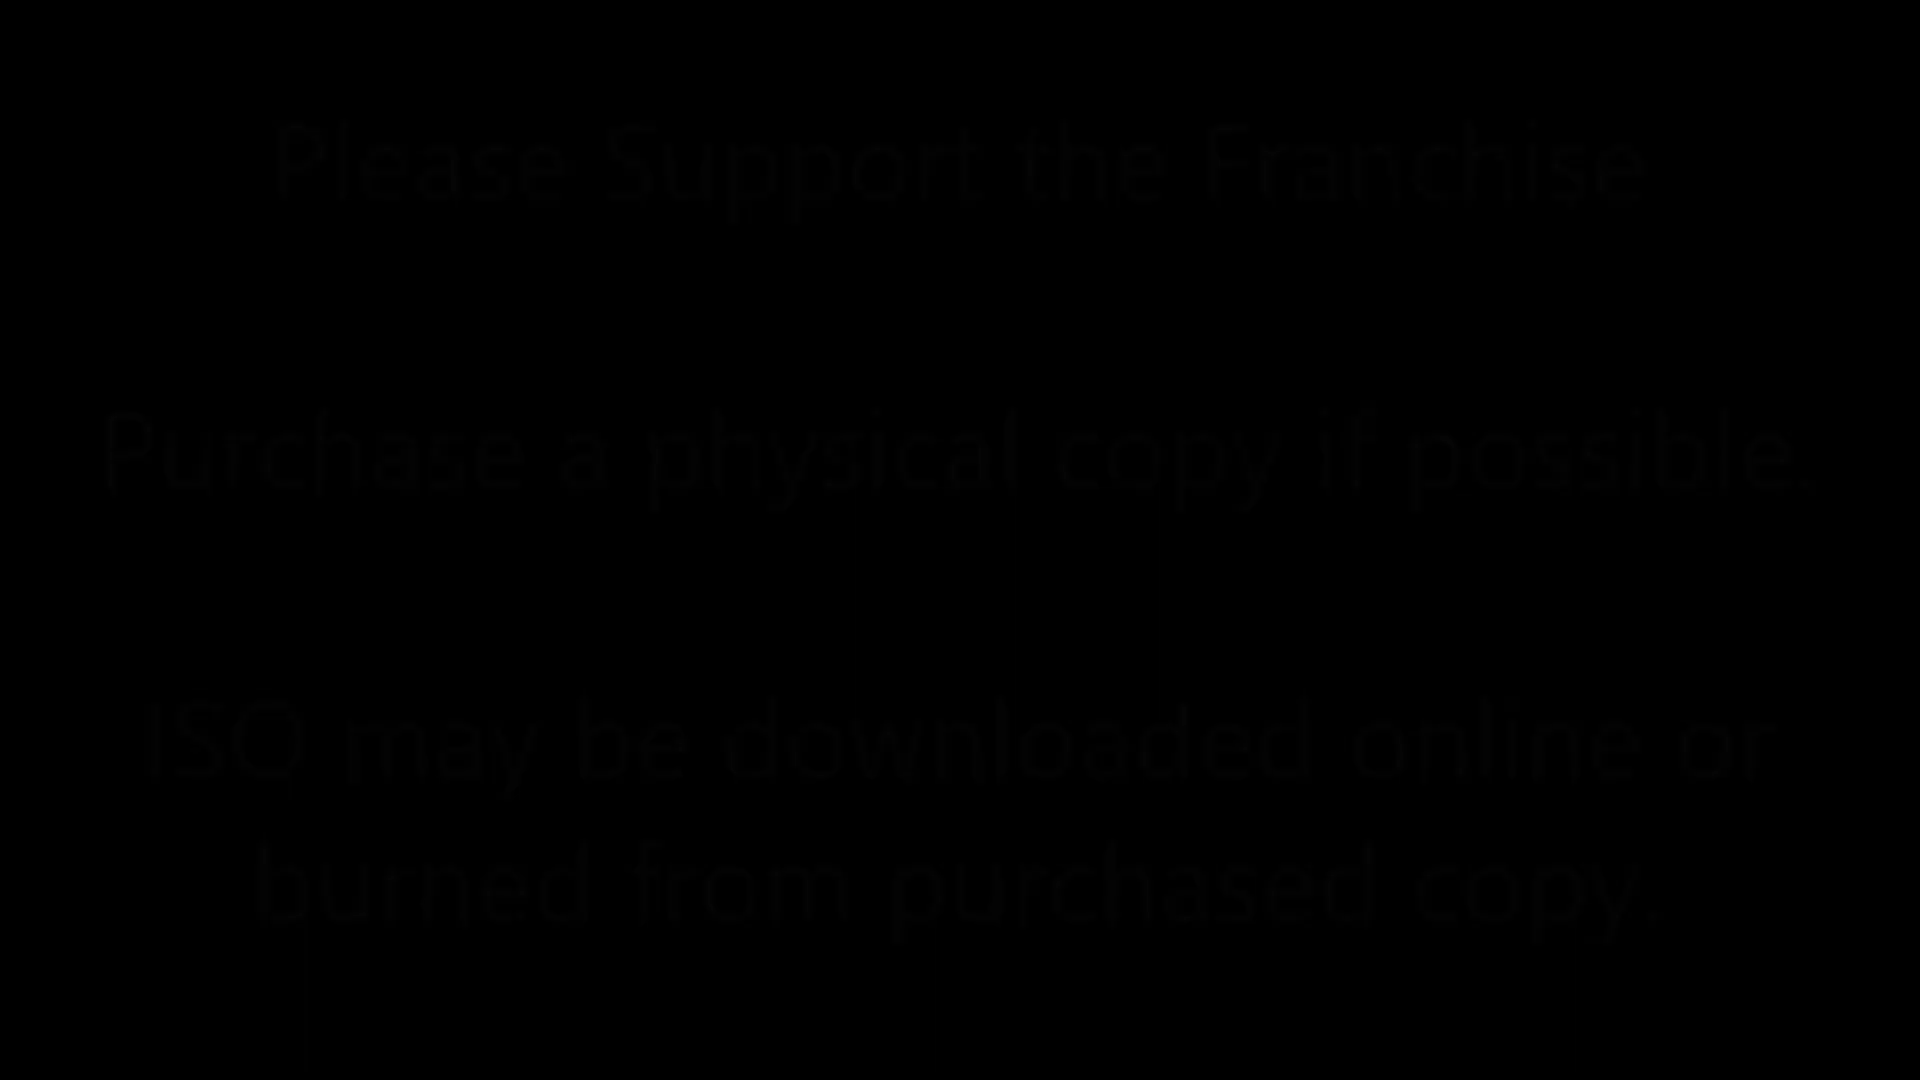 Please Support the Franchise
Purchase a physical copy if possible.
ISO may be downloaded online or
burned from purchased copy.